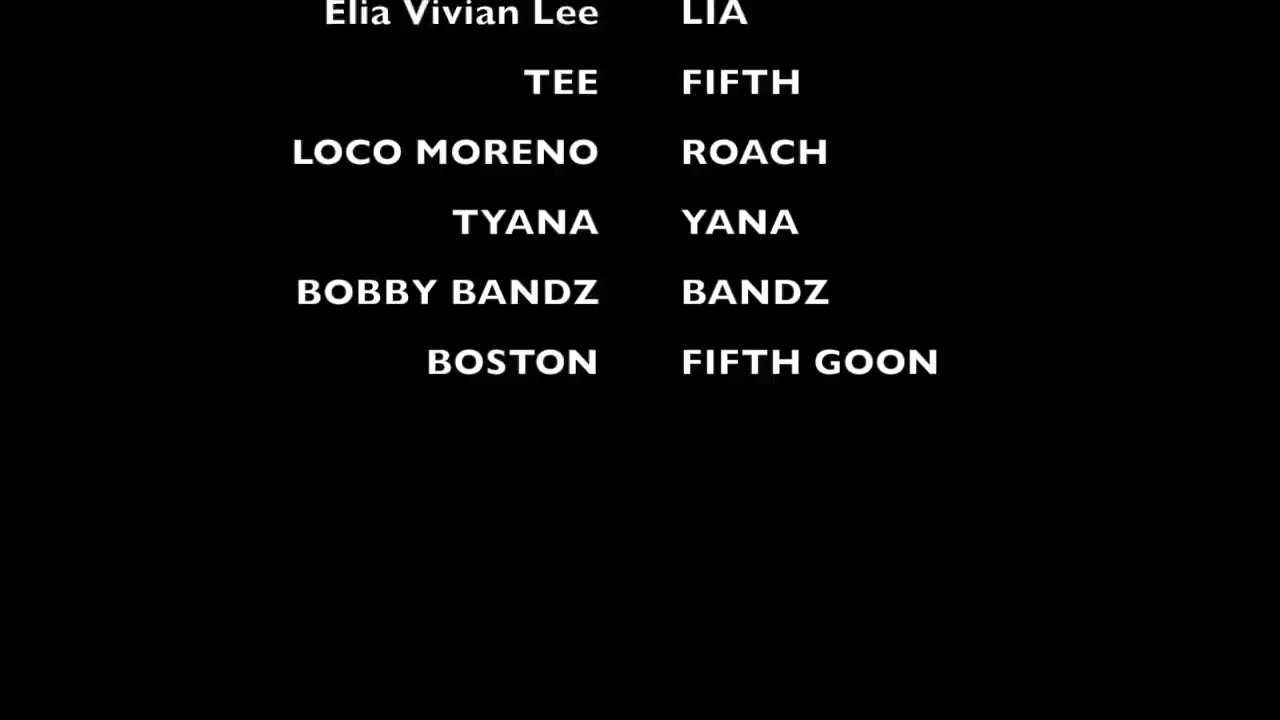 Elia Vivian Lee LIA
TEE FIFTH
LOCO MORENO ROACH
TYANA YANA
BOBBY BANDZ BANDZ
BOSTON FIFTH GOON